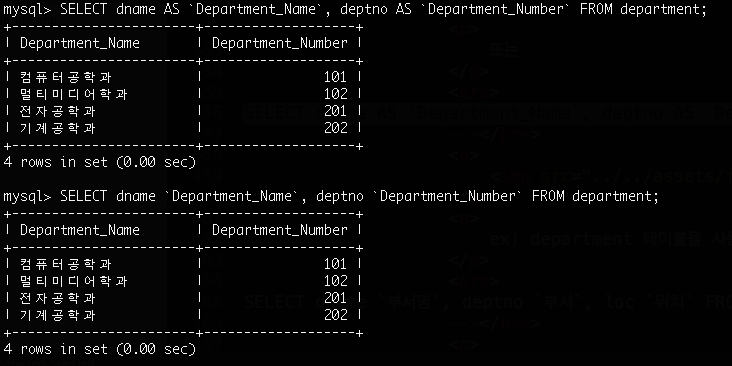 mysql> SELECT dname AS `Department_Name`, deptno AS `Department_Number` FROM department;
+--------------------+-------------------+
| Department_Name | Department_Number |
+--------------------+-------------------+
| 컴퓨터공학과 | 101 |
| 멀티미디어학과 | 102 |
| 전자공학과 | 201 |
| 기계공학과 | 202 |
+--------------------+-------------------+
4 rows in set (0.00 sec)
mysql> SELECT dname `Department_Name`, deptno `Department_Number` FROM department;
+--------------------+-------------------+
| Department_Name | Department_Number |
+--------------------+-------------------+
| 컴퓨터공학과 | 101 |
| 멀티미디어학과 | 102 |
| 전자공학과 | 201 |
| 기계공학과 | 202 |
+--------------------+-------------------+
4 rows in set (0.00 sec)